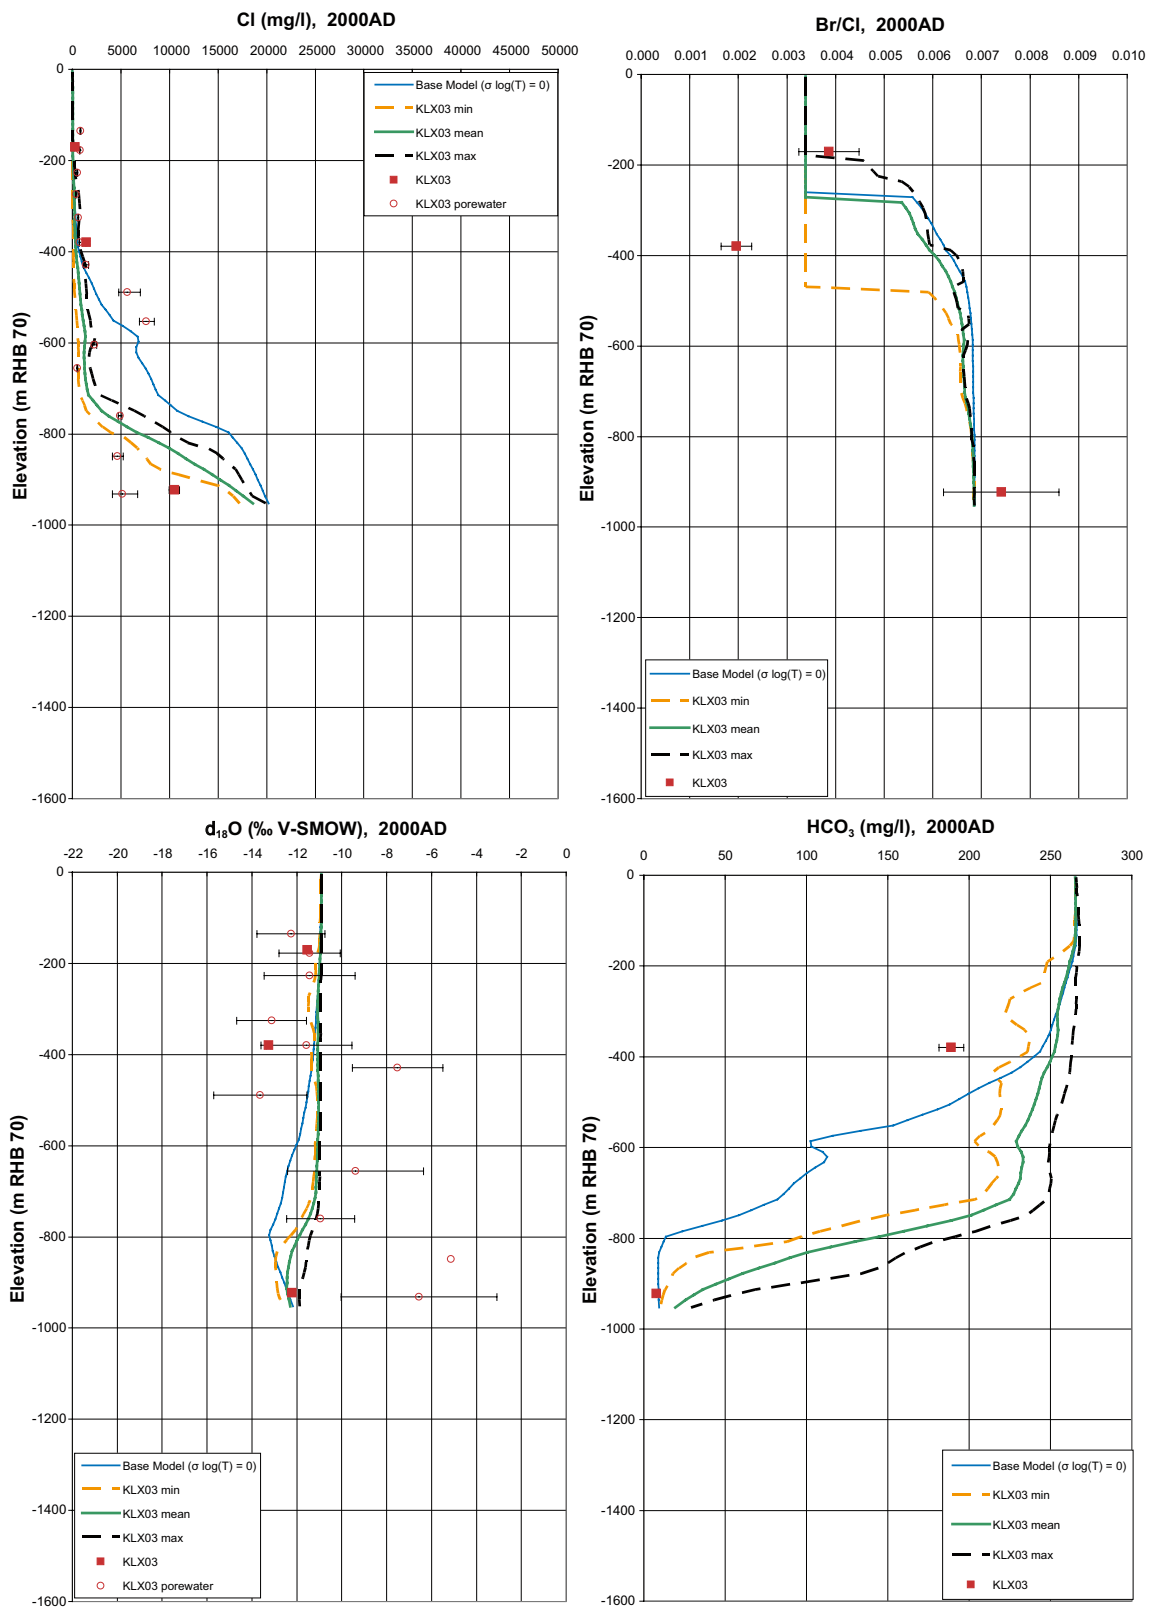 Cl (mg/l),  2000AD
0 5000 10000 15000 20000 25000 30000 35000 40000 45000 50000
0
-200
-400
-600
-800
-1000
-1200
-1400
-1600
Elevation (m RHB 70)
Base Model (σ log(T) = 0)
KLX03 min
KLX03 mean
KLX03 max
KLX03
KLX03 porewater
Br/Cl,  2000AD
0.000 0.001 0.002 0.003 0.004 0.005 0.006 0.007 0.008 0.009 0.010
0
-200
-400
-600
-800
-1000
-1200
-1400
-1600
Elevation (m RHB 70)
Base Model (σ log(T) = 0)
KLX03 min
KLX03 mean
KLX03 max
KLX03
d₁₈O (‰ V-SMOW),  2000AD
-22 -20 -18 -16 -14 -12 -10 -8 -6 -4 -2 0
0
-200
-400
-600
-800
-1000
-1200
-1400
-1600
Elevation (m RHB 70)
Base Model (σ log(T) = 0)
KLX03 min
KLX03 mean
KLX03 max
KLX03
KLX03 porewater
HCO₃ (mg/l),  2000AD
0 50 100 150 200 250 300
0
-200
-400
-600
-800
-1000
-1200
-1400
-1600
Elevation (m RHB 70)
Base Model (σ log(T) = 0)
KLX03 min
KLX03 mean
KLX03 max
KLX03